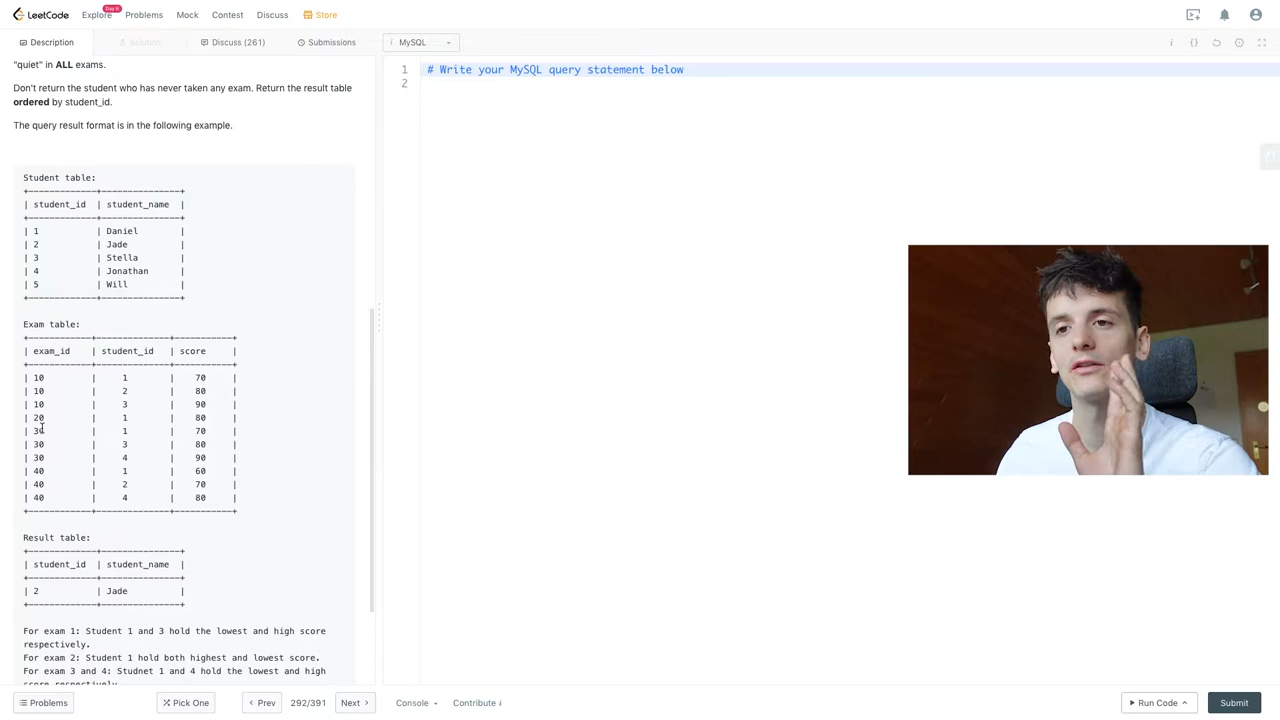 LeetCode
Explore
Day 6
Problems
Mock
Contest
Discuss
Store
Description
Solution
Discuss (261)
Submissions
i
MySQL
i
{}
"quiet" in ALL exams.
Don't return the student who has never taken any exam. Return the result table
ordered by student_id.
The query result format is in the following example.
Student table:
+-------------+---------------+
| student_id  | student_name  |
+-------------+---------------+
| 1           | Daniel        |
| 2           | Jade          |
| 3           | Stella        |
| 4           | Jonathan      |
| 5           | Will          |
+-------------+---------------+
Exam table:
+------------+--------------+-----------+
| exam_id    | student_id   | score     |
+------------+--------------+-----------+
| 10         |     1        |    70     |
| 10         |     2        |    80     |
| 10         |     3        |    90     |
| 20         |     1        |    80     |
| 30         |     1        |    70     |
| 30         |     3        |    80     |
| 30         |     4        |    90     |
| 40         |     1        |    60     |
| 40         |     2        |    70     |
| 40         |     4        |    80     |
+------------+--------------+-----------+
Result table:
+-------------+---------------+
| student_id  | student_name  |
+-------------+---------------+
| 2           | Jade          |
+-------------+---------------+
For exam 1: Student 1 and 3 hold the lowest and high score
respectively.
For exam 2: Student 1 hold both highest and lowest score.
For exam 3 and 4: Studnet 1 and 4 hold the lowest and high
score respectively
1 # Write your MySQL query statement below
2
Problems
Pick One
Prev
292/391
Next
Console
Contribute i
Run Code
Submit